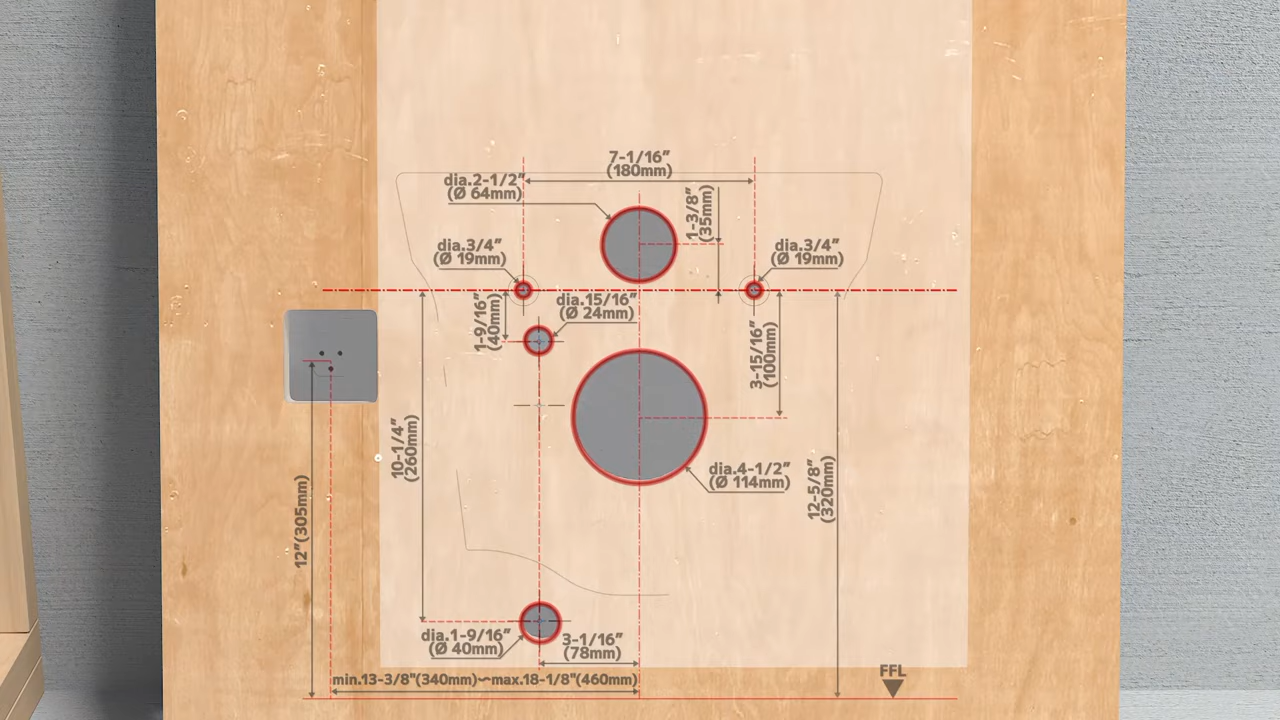 7-1/16”
(180mm)
dia.2-1/2”
(Ø 64mm)
1-3/8”
(35mm)
dia.3/4”
(Ø 19mm)
dia.3/4”
(Ø 19mm)
dia.15/16”
(Ø 24mm)
1-9/16”
(40mm)
3-15/16”
(100mm)
10-1/4”
(260mm)
dia.4-1/2”
(Ø 114mm)
12-5/8”
(320mm)
12”(305mm)
dia.1-9/16”
(Ø 40mm)
3-1/16”
(78mm)
min.13-3/8"(340mm)~max.18-1/8"(460mm)
FFL